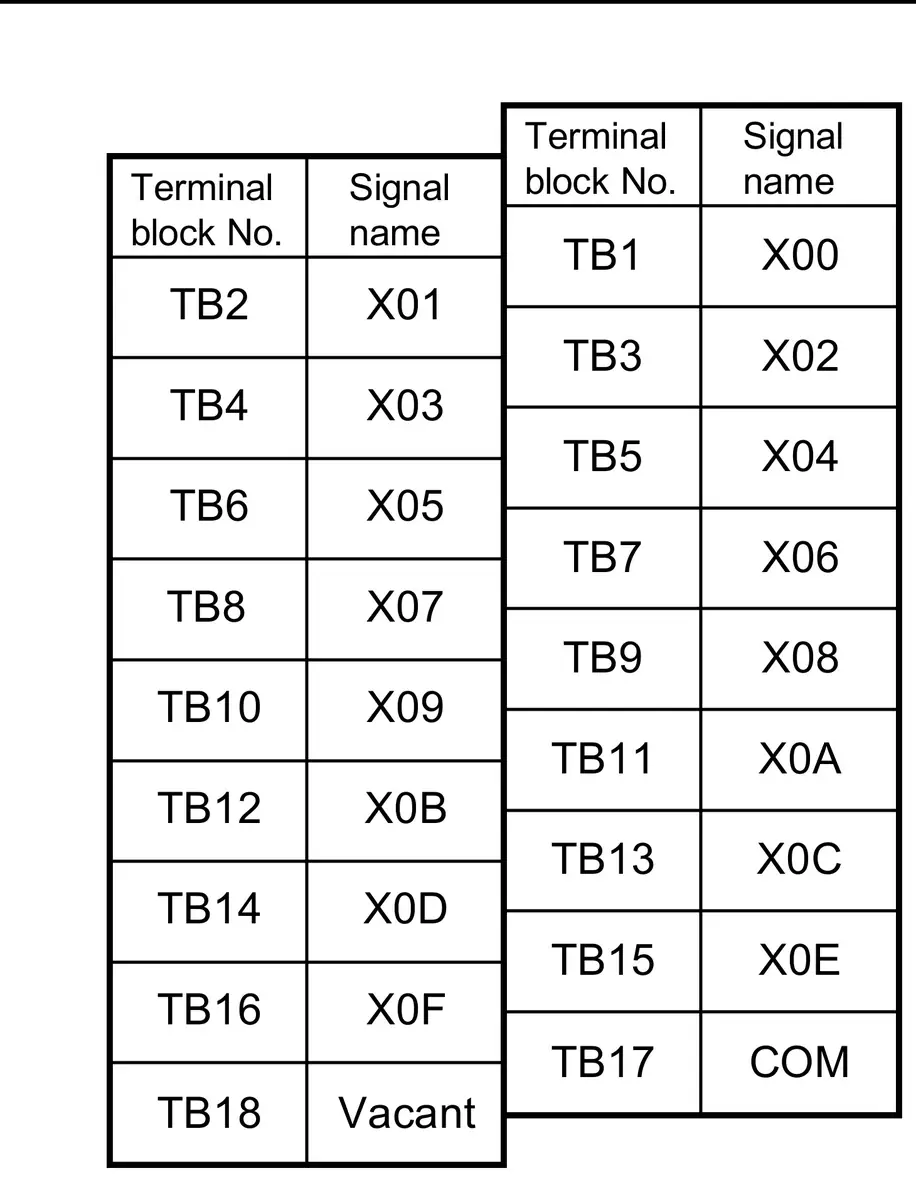 Terminal
block No.
Signal
name
TB2 X01
TB4 X03
TB6 X05
TB8 X07
TB10 X09
TB12 X0B
TB14 X0D
TB16 X0F
TB18 Vacant
Terminal
block No.
Signal
name
TB1 X00
TB3 X02
TB5 X04
TB7 X06
TB9 X08
TB11 X0A
TB13 X0C
TB15 X0E
TB17 COM